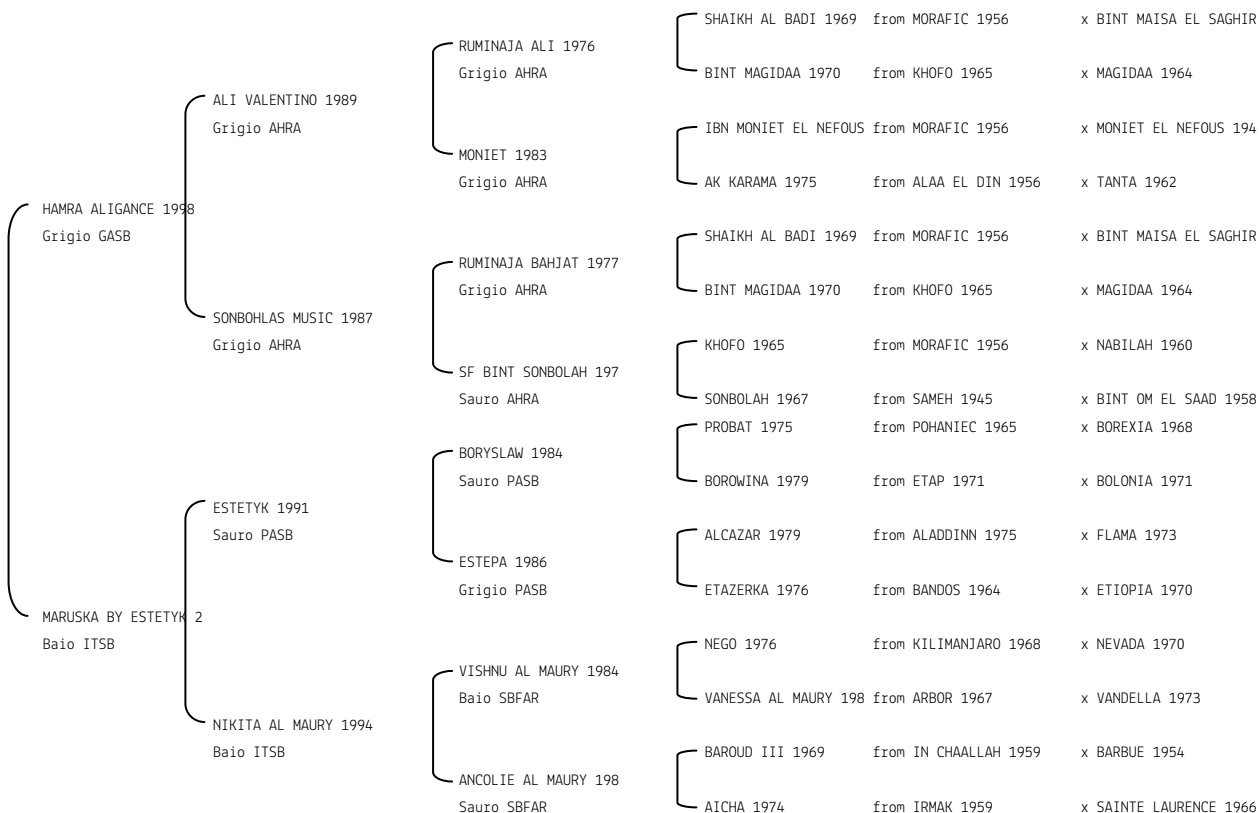 SHAIKH AL BADI 1969 from MORAFIC 1956 x BINT MAISA EL SAGHIR
RUMINAJA ALI 1976
Grigio AHRA
BINT MAGIDAA 1970 from KHOFO 1965 x MAGIDAA 1964
ALI VALENTINO 1989
Grigio AHRA
IBN MONIET EL NEFOUS from MORAFIC 1956 x MONIET EL NEFOUS 194
MONIET 1983
Grigio AHRA
AK KARAMA 1975 from ALAA EL DIN 1956 x TANTA 1962
HAMRA ALIGANCE 1998
Grigio GASB
SHAIKH AL BADI 1969 from MORAFIC 1956 x BINT MAISA EL SAGHIR
RUMINAJA BAHJAT 1977
Grigio AHRA
BINT MAGIDAA 1970 from KHOFO 1965 x MAGIDAA 1964
SONBOHLAS MUSIC 1987
Grigio AHRA
KHOFO 1965 from MORAFIC 1956 x NABILAH 1960
SF BINT SONBOLAH 197
Sauro AHRA
SONBOLAH 1967 from SAMEH 1945 x BINT OM EL SAAD 1958
PROBAT 1975 from POHANIEC 1965 x BOREXIA 1968
BORYSLAW 1984
Sauro PASB
BOROWINA 1979 from ETAP 1971 x BOLONIA 1971
ESTETYK 1991
Sauro PASB
ALCAZAR 1979 from ALADDINN 1975 x FLAMA 1973
ESTEPA 1986
Grigio PASB
ETAZERKA 1976 from BANDOS 1964 x ETIOPIA 1970
MARUSKA BY ESTETYK 2
Baio ITSB
NEGO 1976 from KILIMANJARO 1968 x NEVADA 1970
VISHNU AL MAURY 1984
Baio SBFAR
VANESSA AL MAURY 198 from ARBOR 1967 x VANDELLA 1973
NIKITA AL MAURY 1994
Baio ITSB
BAROUD III 1969 from IN CHAALLAH 1959 x BARBUE 1954
ANCOLIE AL MAURY 198
Sauro SBFAR
AICHA 1974 from IRMAK 1959 x SAINTE LAURENCE 1966